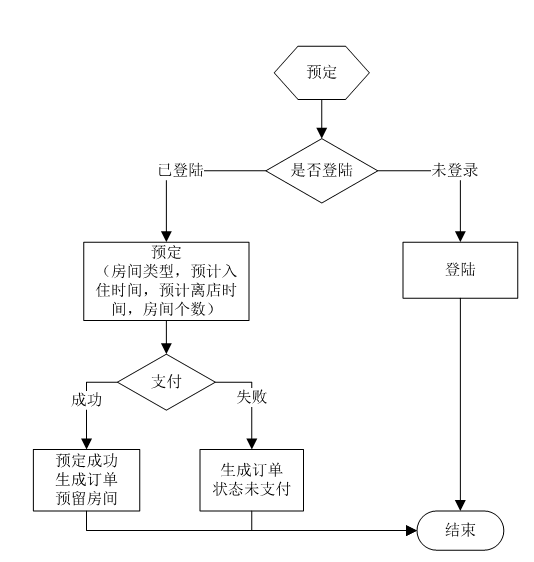 预定
是否登陆
已登陆
未登录
预定
（房间类型，预计入
住时间，预计离店时
间，房间个数）
登陆
支付
成功
失败
预定成功
生成订单
预留房间
生成订单
状态未支付
结束